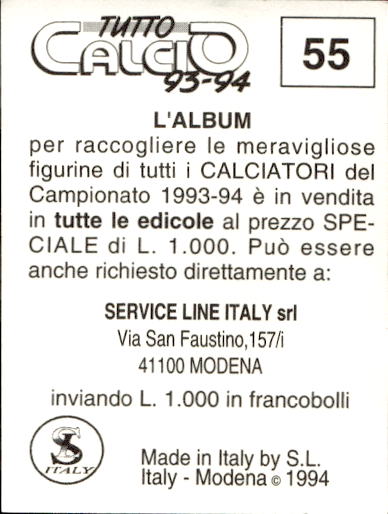 TUTTO
CALCIO
93-94
55
L'ALBUM
per raccogliere le meravigliose
figurine di tutti i CALCIATORI del
Campionato 1993-94 è in vendita
in tutte le edicole al prezzo SPE-
CIALE di L. 1.000. Può essere
anche richiesto direttamente a:
SERVICE LINE ITALY srl
Via San Faustino,157/i
41100 MODENA
inviando L. 1.000 in francobolli
SL
ITALY
Made in Italy by S.L.
Italy - Modena © 1994